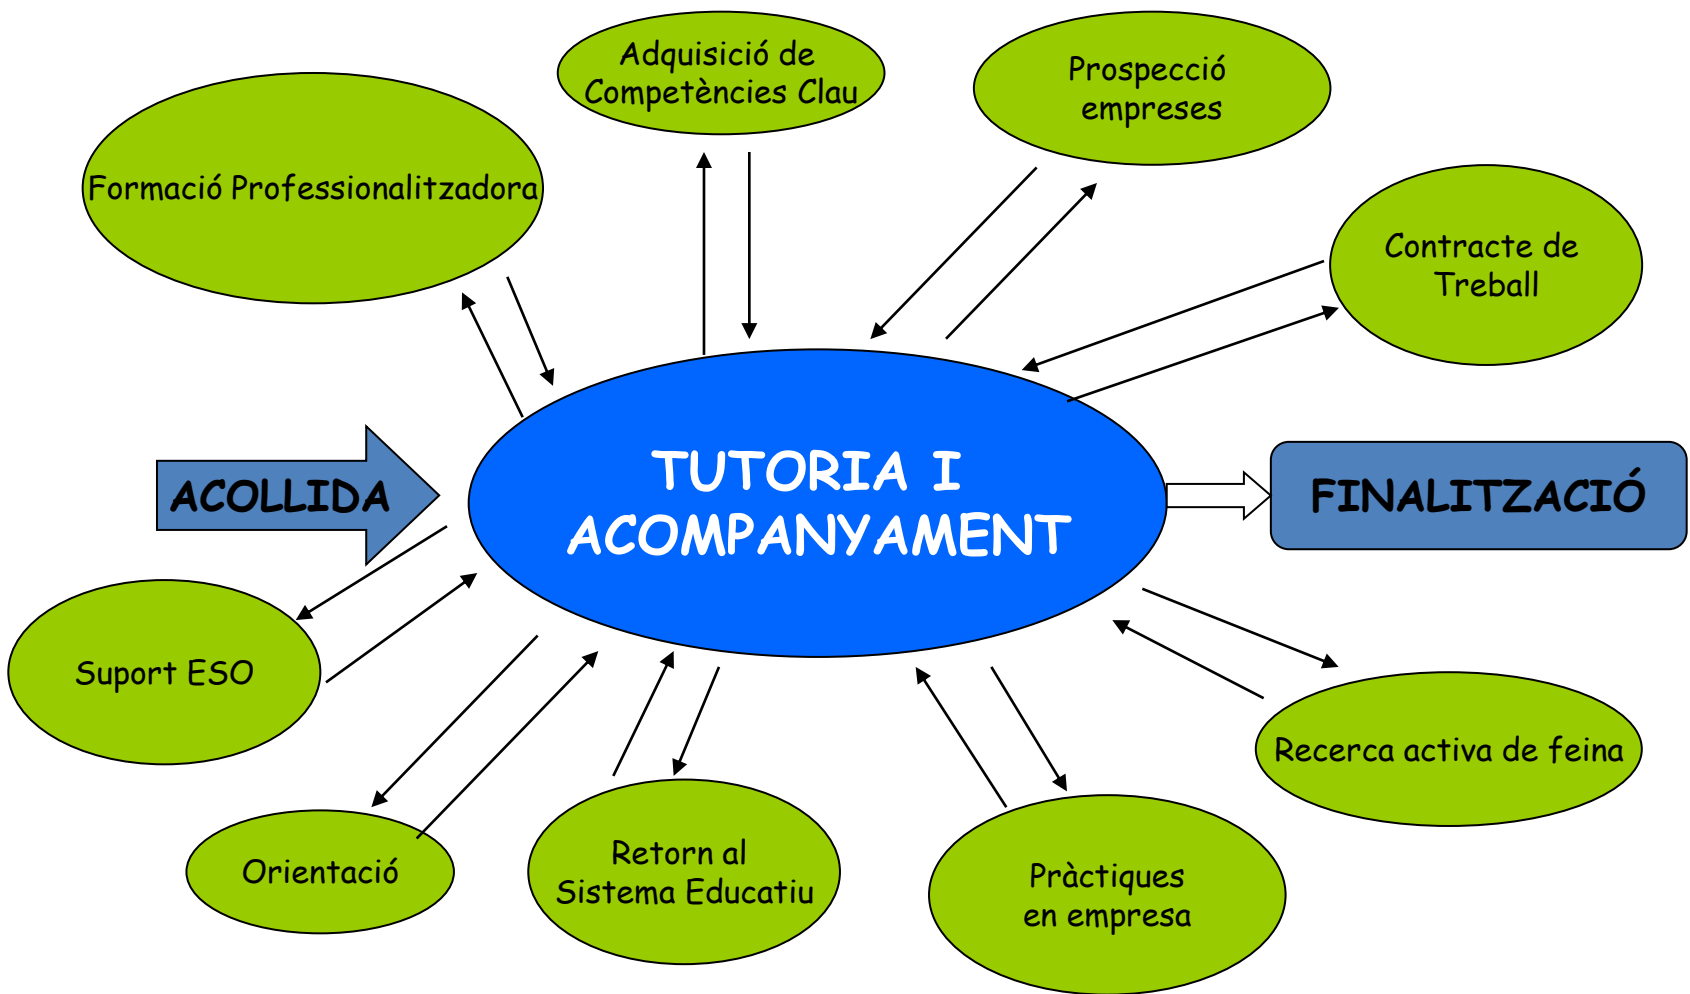 Adquisició de
Competències Clau
Prospecció
empreses
Formació Professionalitzadora
Contracte de
Treball
TUTORIA I
ACOMPANYAMENT
ACOLLIDA
FINALITZACIÓ
Suport ESO
Recerca activa de feina
Orientació
Retorn al
Sistema Educatiu
Pràctiques
en empresa